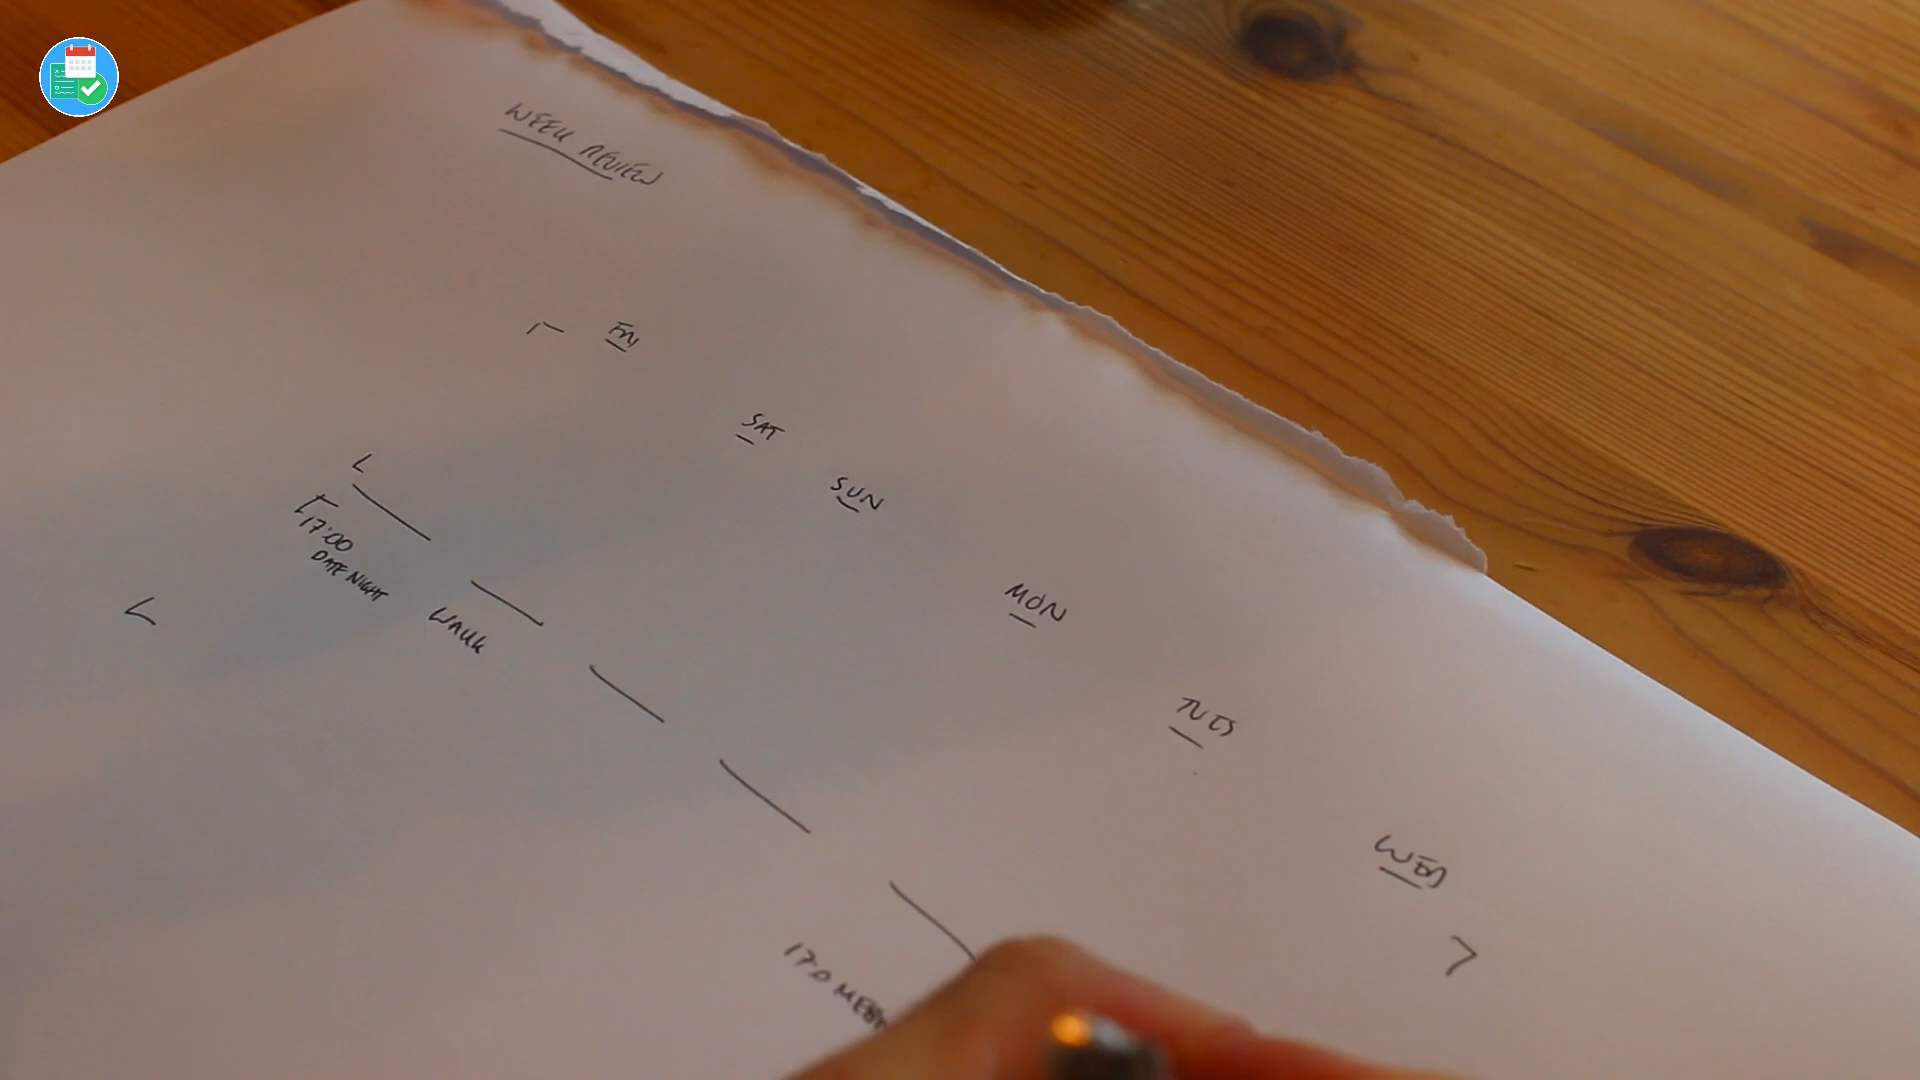 WEEK REVIEW
FRI
SAT
SUN
MON
TUES
WED
17:00
DATE NIGHT
WALK